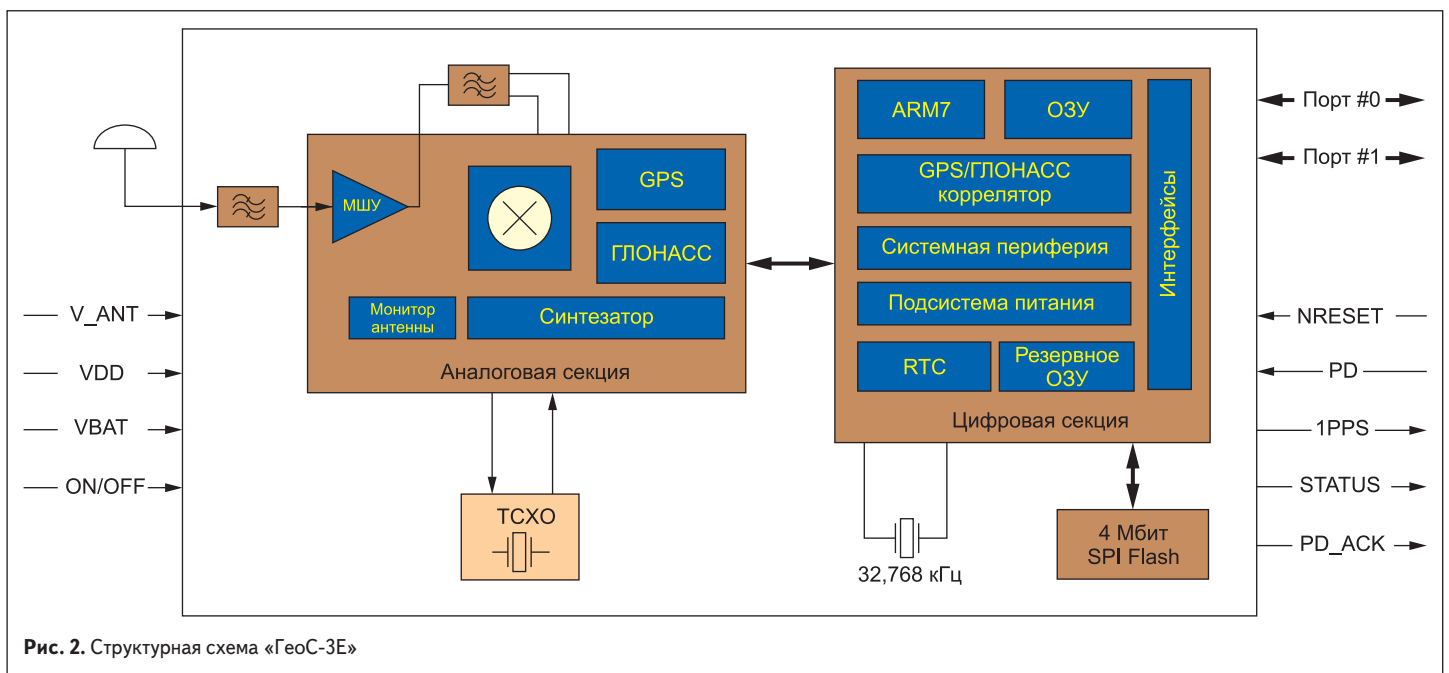 ARM7
ОЗУ
Порт #0
GPS/ГЛОНАСС
коррелятор
Порт #1
GPS
МШУ
ГЛОНАСС
Системная периферия
Интерфейсы
V_ANT
Монитор
антенны
Синтезатор
Подсистема питания
NRESET
VDD
Аналоговая секция
RTC
Резервное
ОЗУ
PD
VBAT
Цифровая секция
1PPS
ON/OFF
STATUS
TCXO
4 Мбит
SPI Flash
PD_ACK
32,768 кГц
Рис. 2. Структурная схема «ГеоС-3Е»